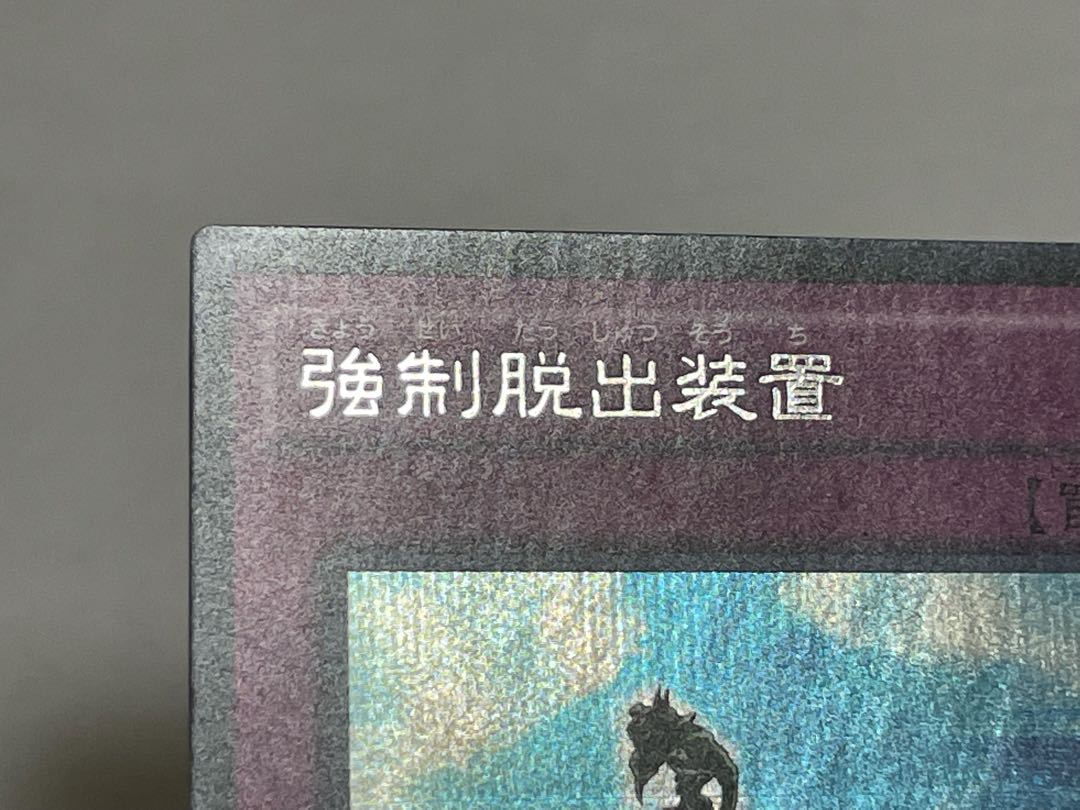 きょう せい だっ しゅつ そう ち
強制脱出装置
【罠